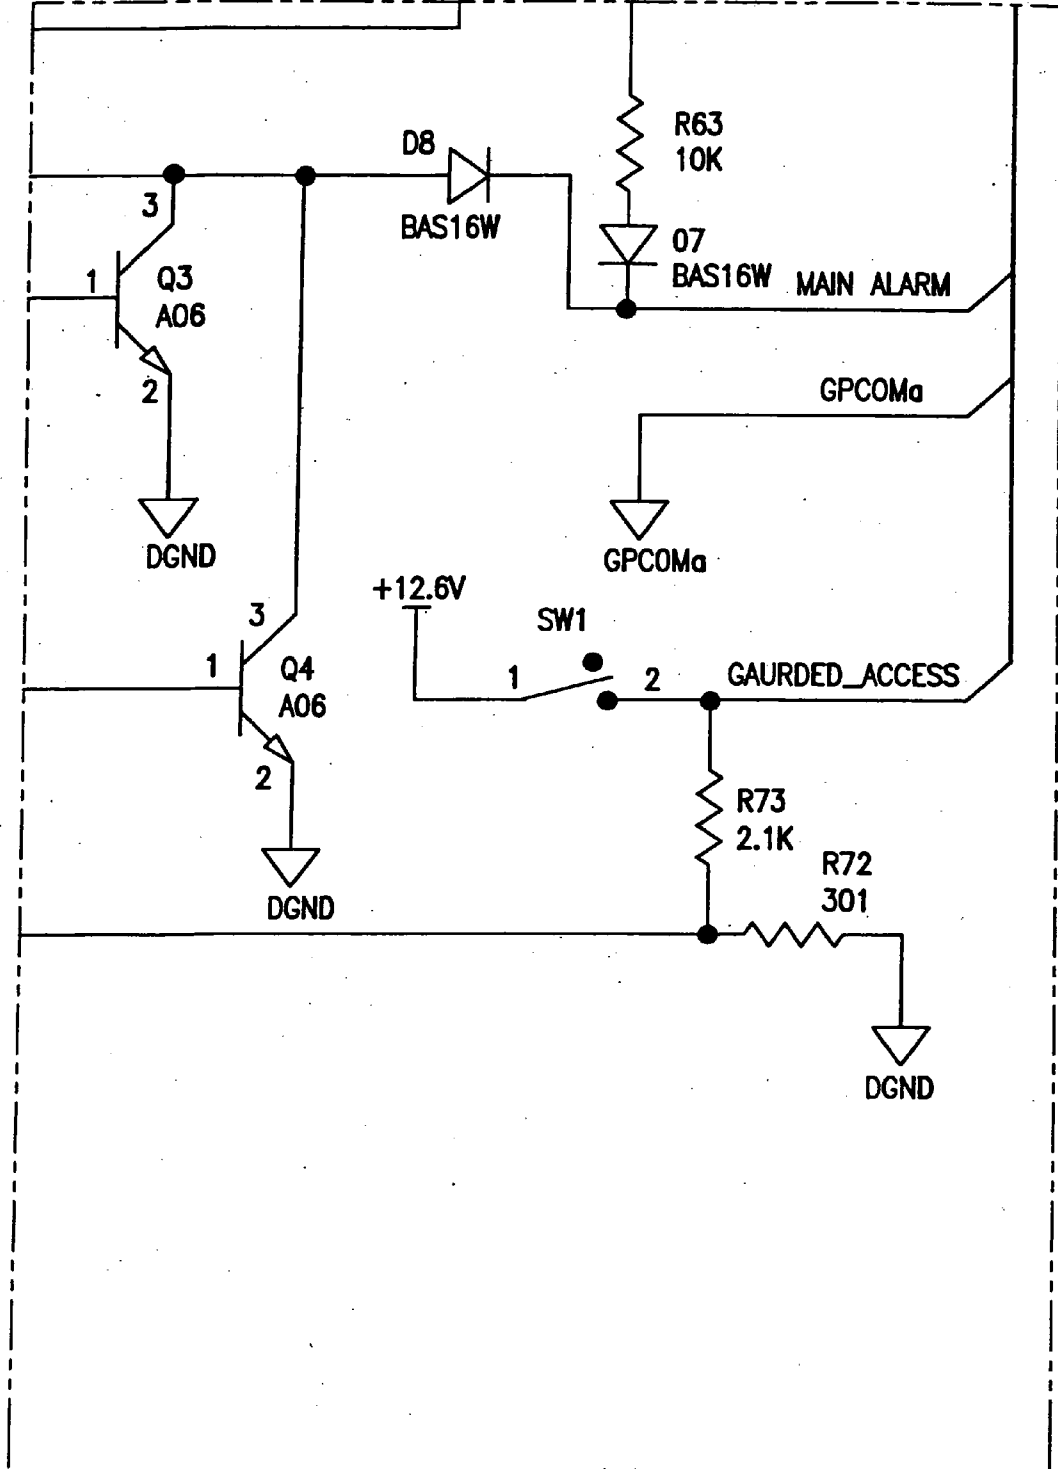 R63
10K
D8
BAS16W
3
07
BAS16W
MAIN ALARM
1
Q3
A06
2
GPCOMa
DGND
GPCOMa
+12.6V
SW1
3
1
Q4
A06
1
2
GAURDED_ACCESS
2
R73
2.1K
R72
301
DGND
DGND